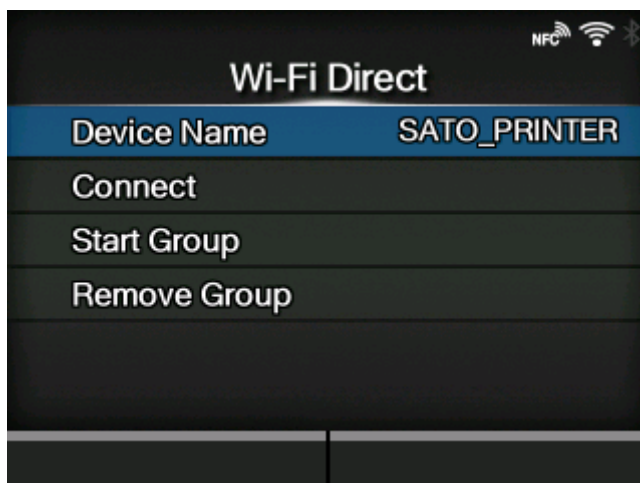 NFC
Wi-Fi Direct
Device Name SATO_PRINTER
Connect
Start Group
Remove Group